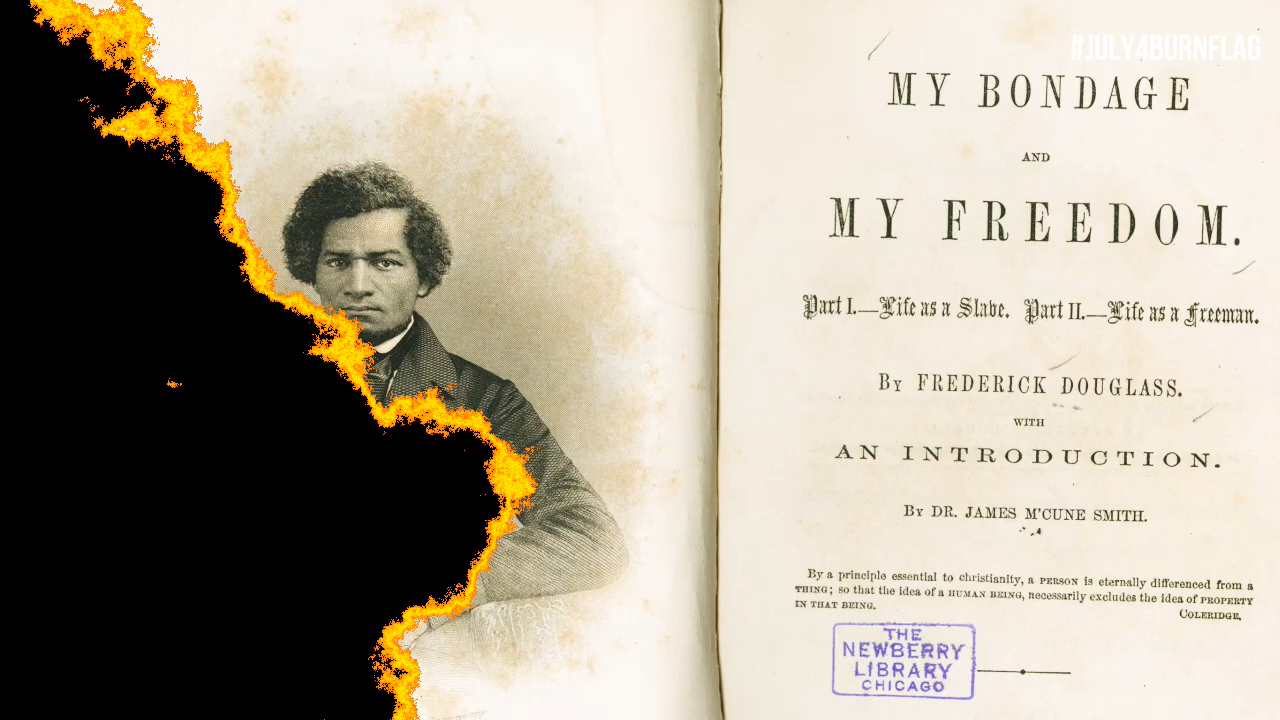 #JULY4BURNFLAG
MY BONDAGE
AND
MY FREEDOM.
Part I.—Life as a Slave. Part II.—Life as a Freeman.
By FREDERICK DOUGLASS.
WITH
AN INTRODUCTION.
By DR. JAMES M'CUNE SMITH.
By a principle essential to christianity, a PERSON is eternally differenced from a
THING; so that the idea of a HUMAN BEING, necessarily excludes the idea of PROPERTY
IN THAT BEING.
COLERIDGE.
THE
NEWBERRY
LIBRARY
CHICAGO